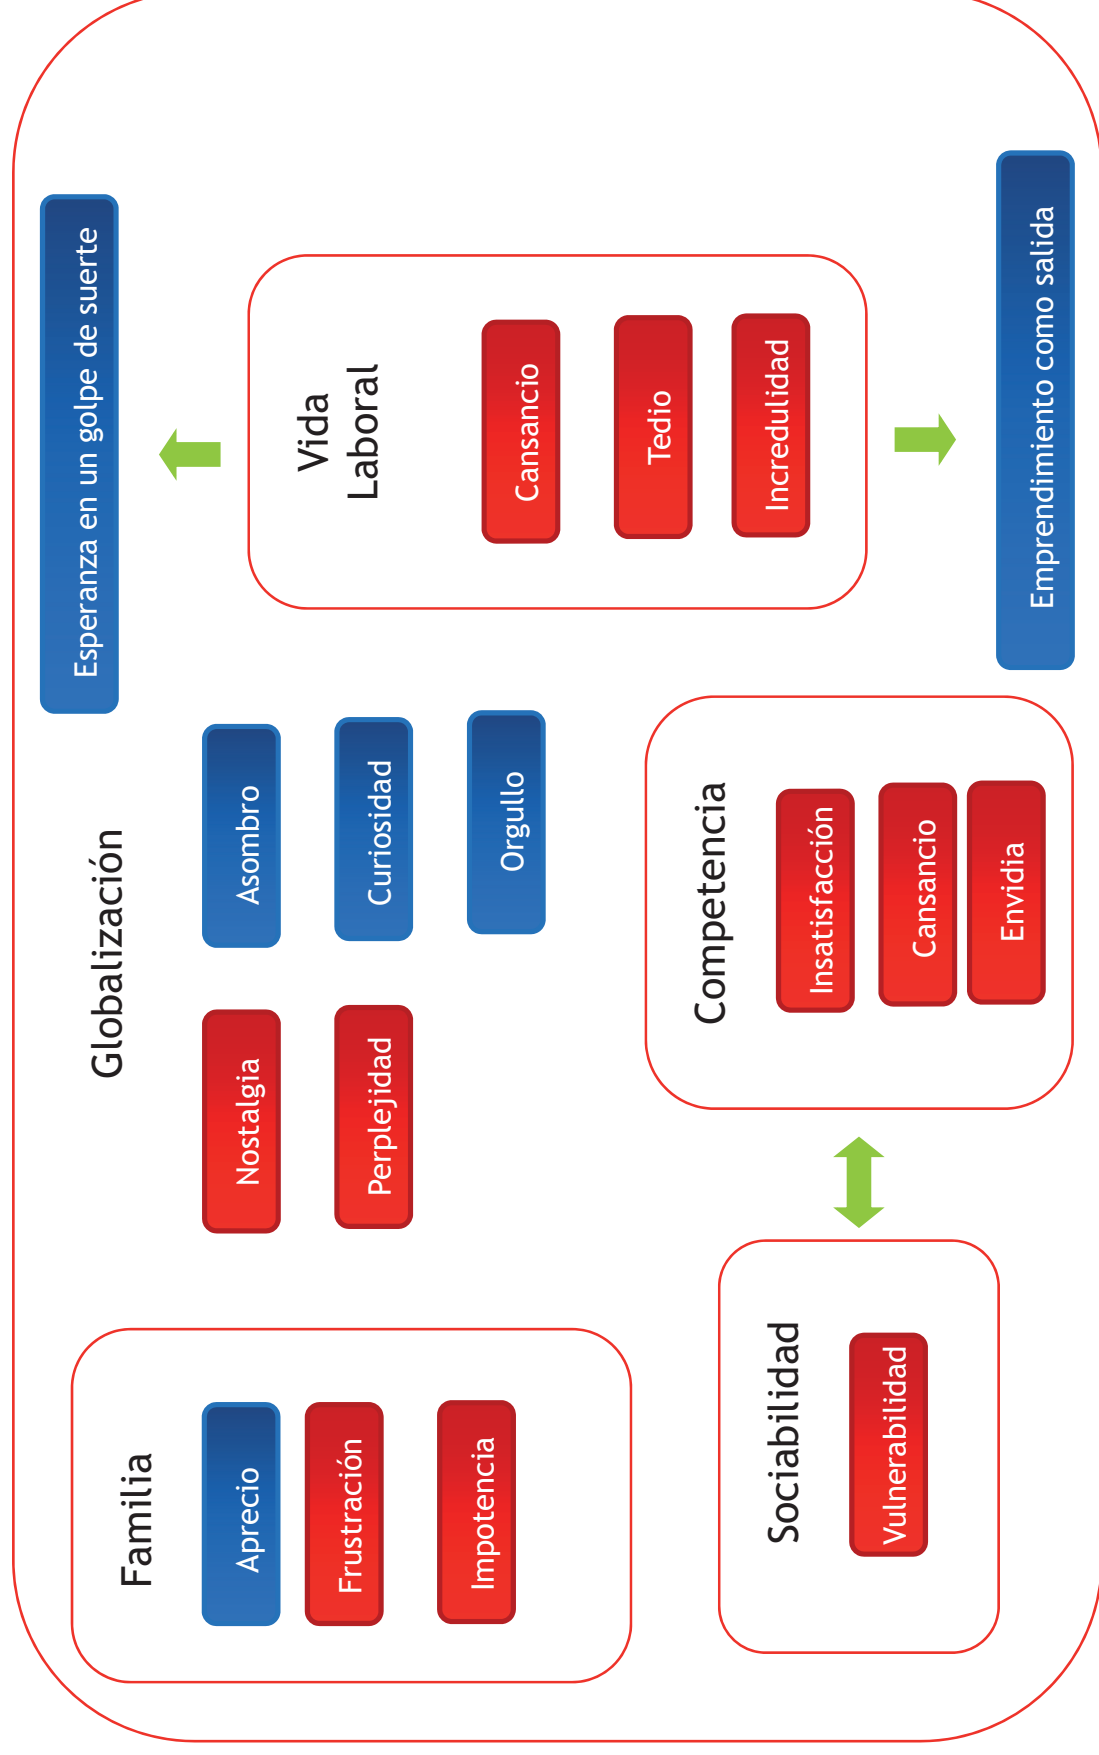 Globalización
Familia
Aprecio
Frustración
Impotencia
Nostalgia
Perplejidad
Asombro
Curiosidad
Orgullo
Esperanza en un golpe de suerte
Vida
Laboral
Cansancio
Tedio
Incredulidad
Emprendimiento como salida
Sociabilidad
Vulnerabilidad
Competencia
Insatisfacción
Cansancio
Envidia